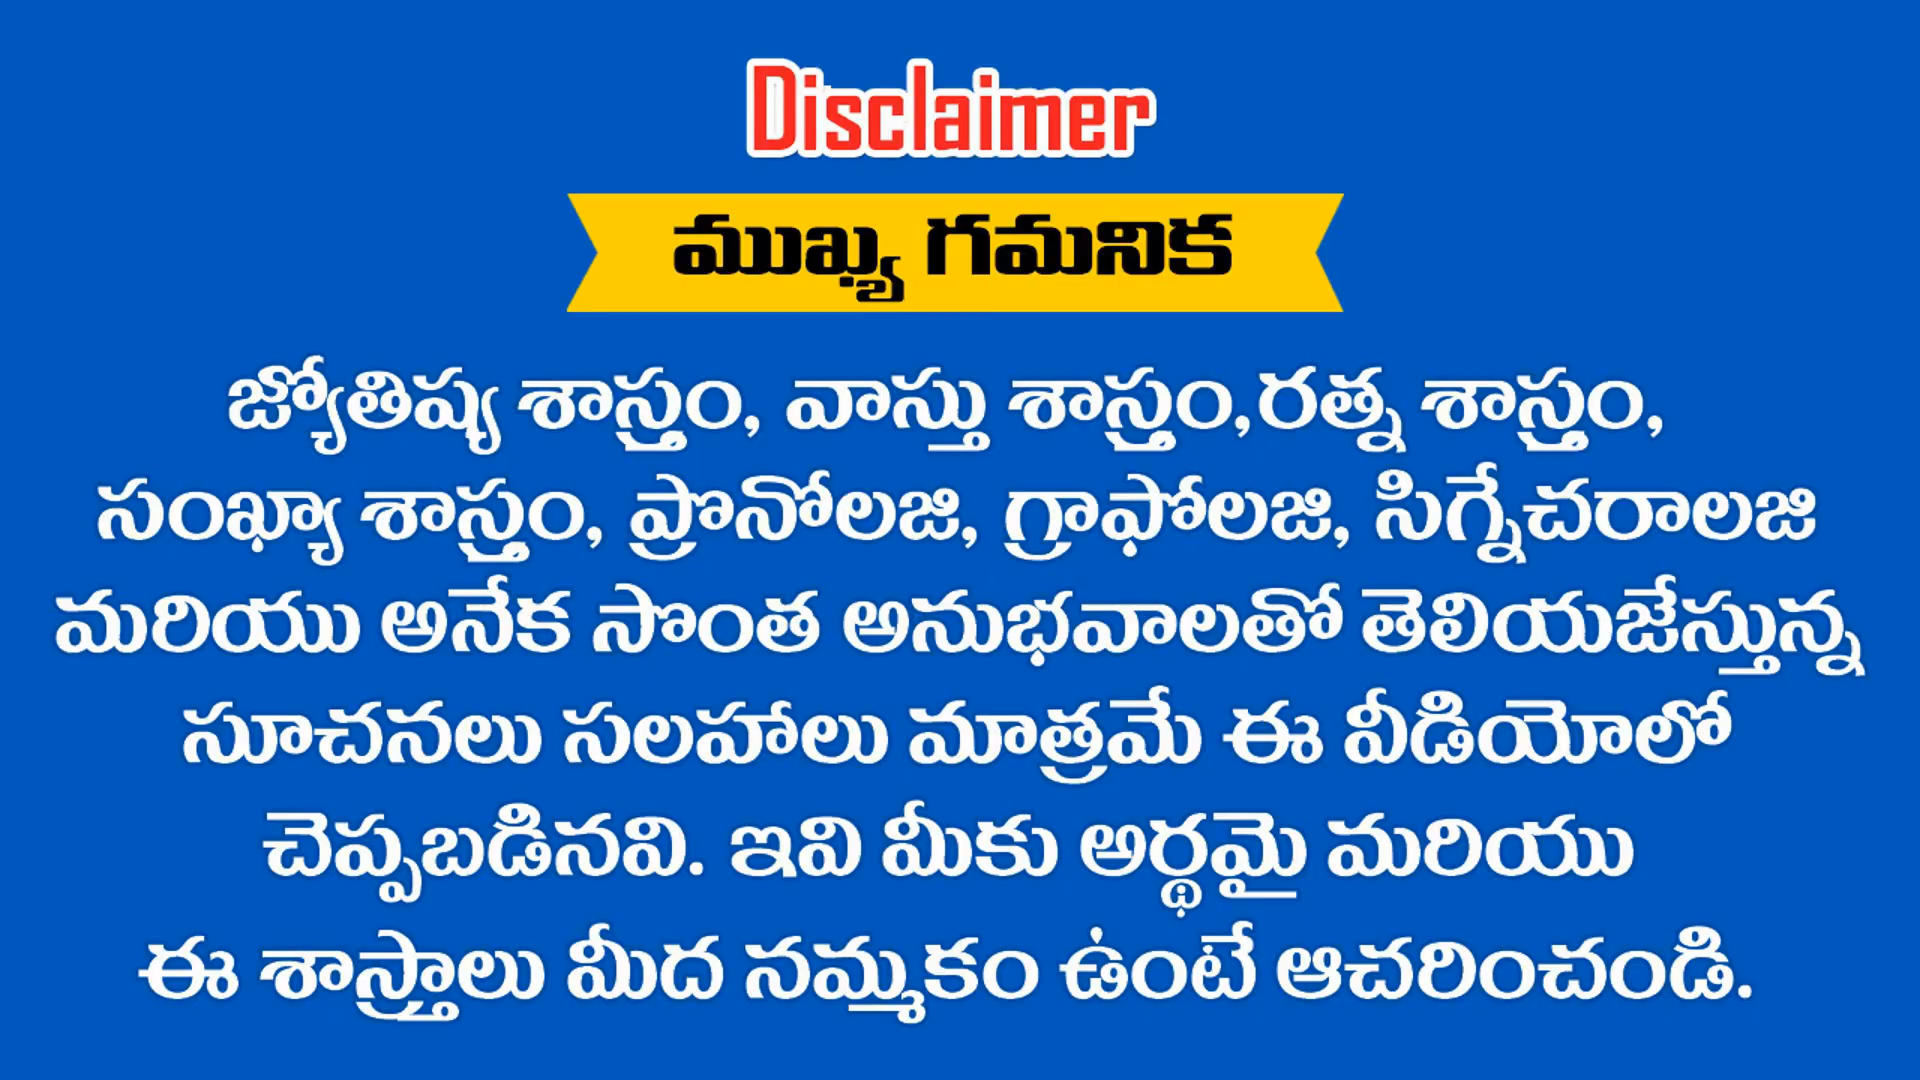 Disclaimer
ముఖ్య గమనిక
జ్యోతిష్య శాస్త్రం, వాస్తు శాస్త్రం,రత్న శాస్త్రం,
సంఖ్యా శాస్త్రం, ప్రొనోలజి, గ్రాఫోలజి, సిగ్నేచరాలజి
మరియు అనేక సొంత అనుభవాలతో తెలియజేస్తున్న
సూచనలు సలహాలు మాత్రమే ఈ వీడియోలో
చెప్పబడినవి. ఇవి మీకు అర్థమై మరియు
ఈ శాస్త్రాలు మీద నమ్మకం ఉంటే ఆచరించండి.